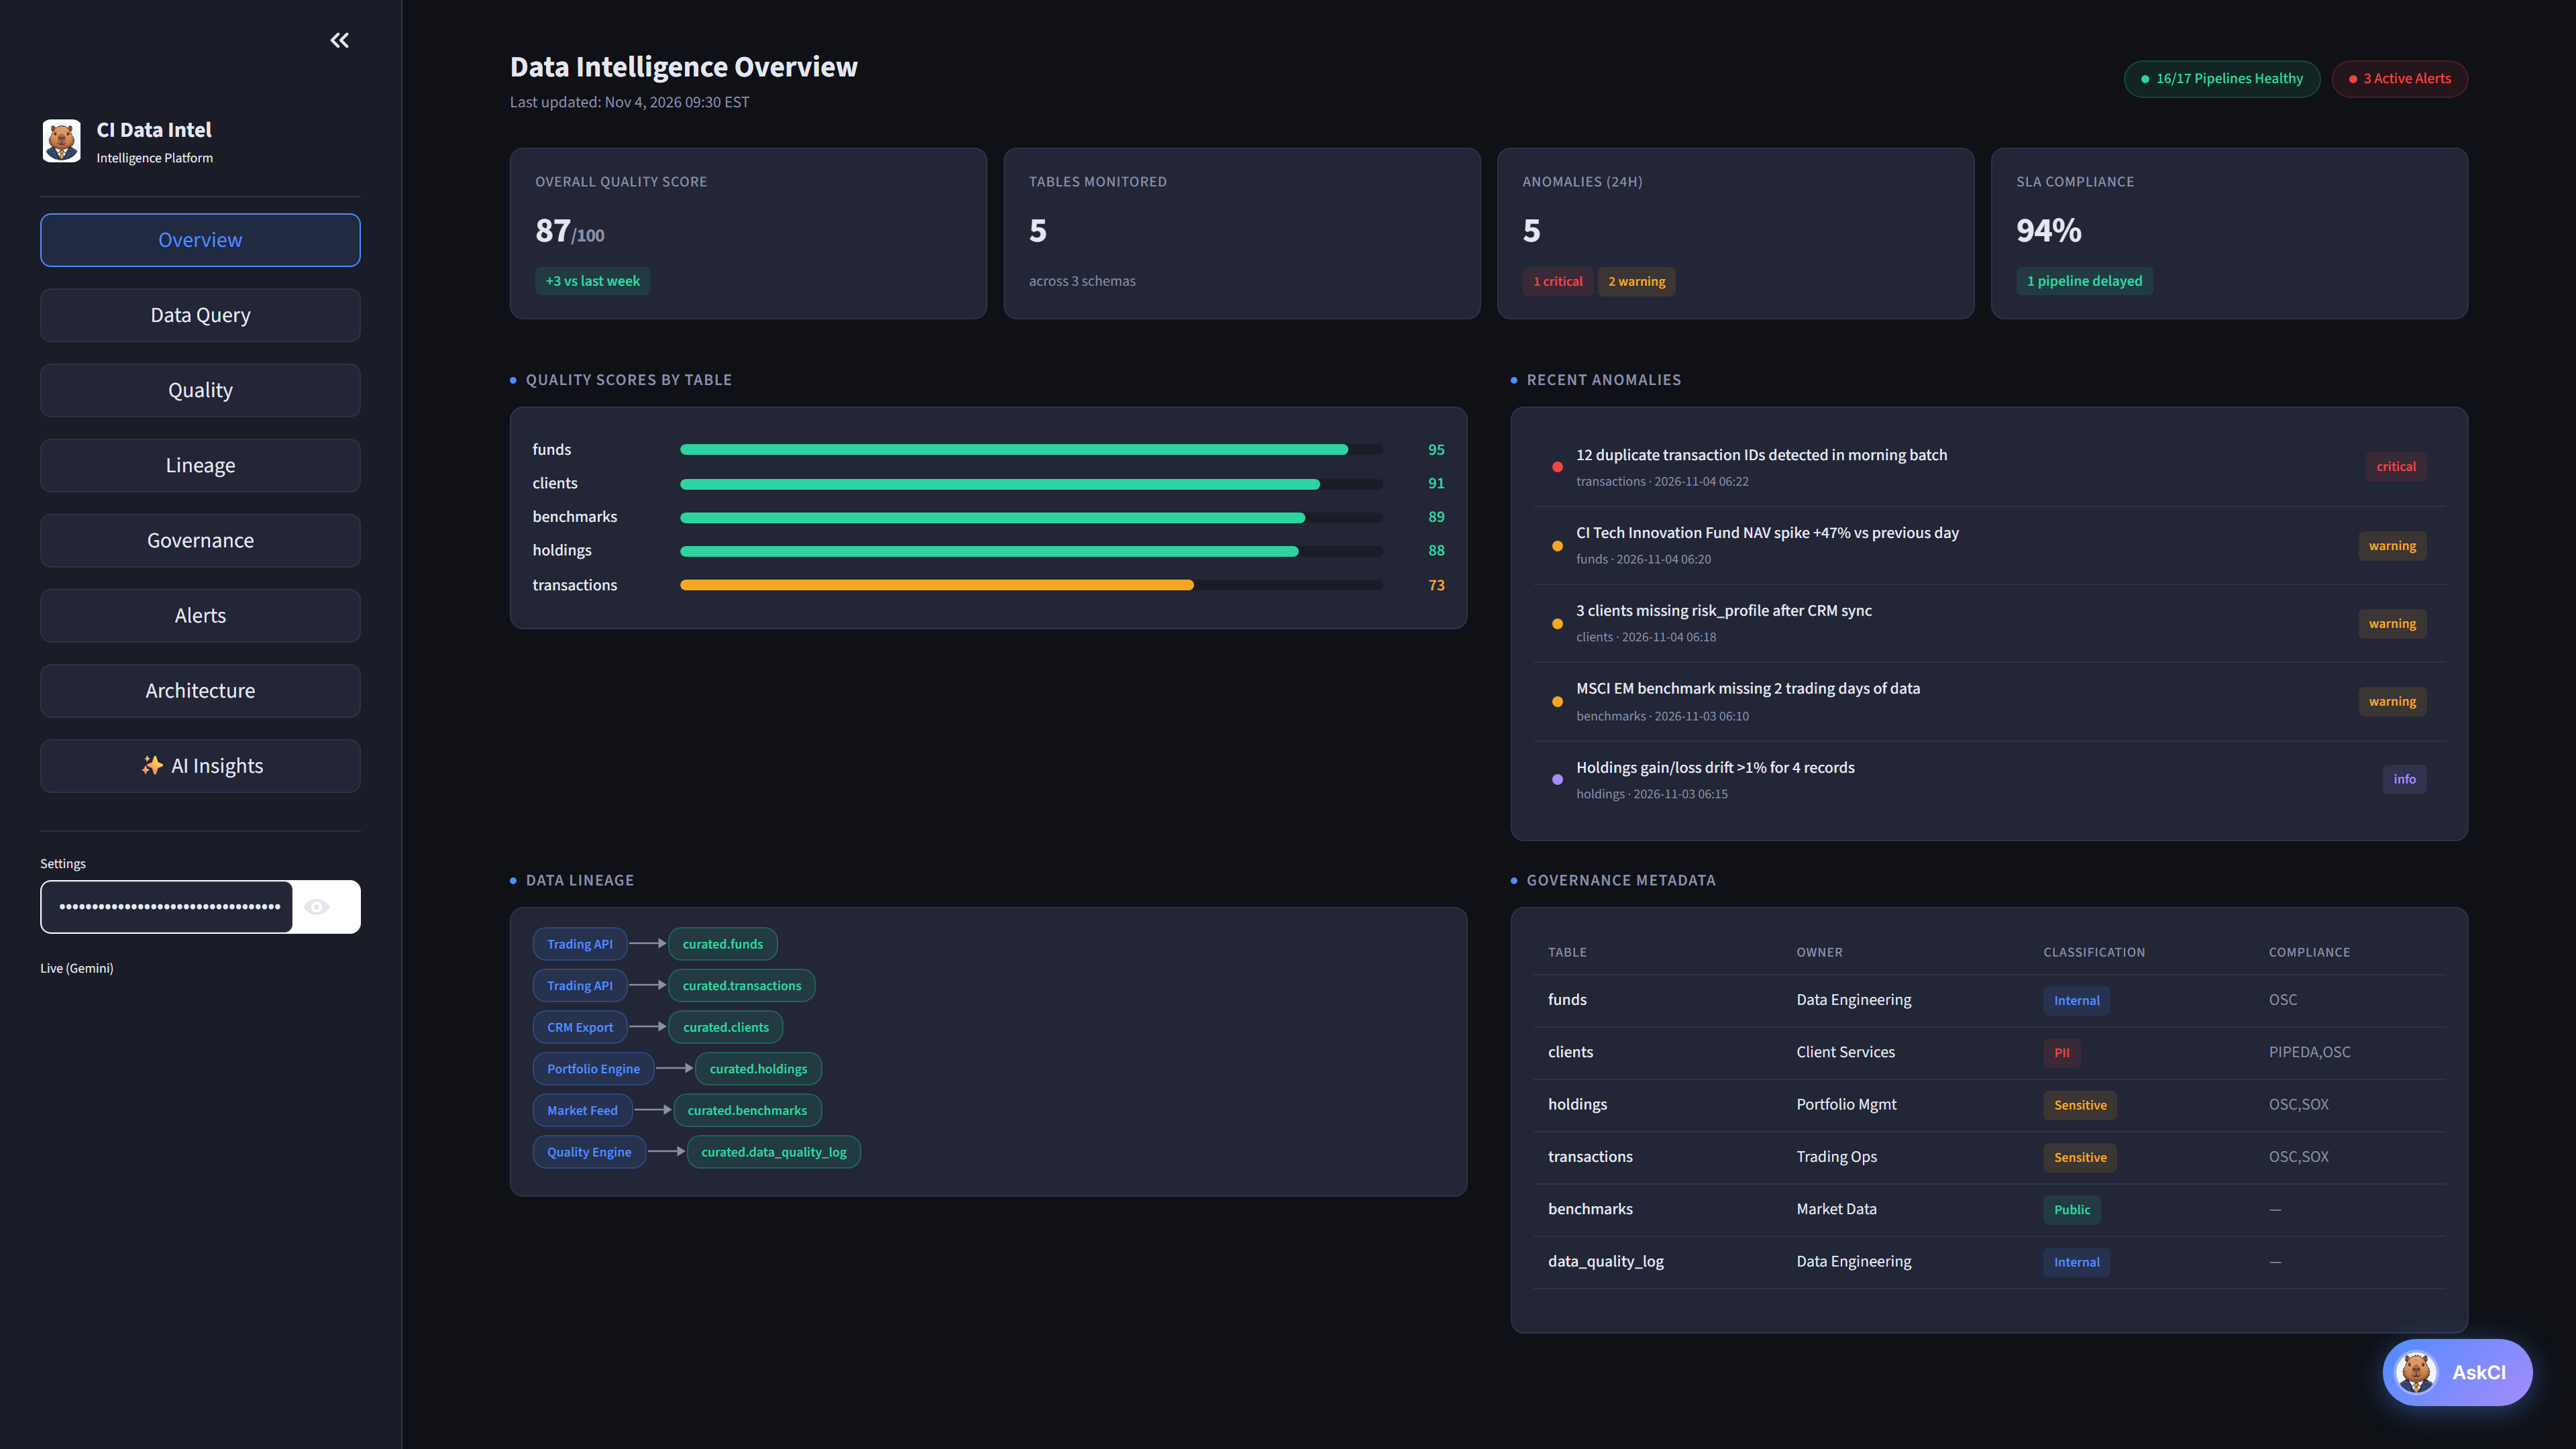 CI Data Intel
Intelligence Platform
Overview
Data Query
Quality
Lineage
Governance
Alerts
Architecture
✨ AI Insights
Settings
•••••••••••••••••••••••••••••••••••
Live (Gemini)
Data Intelligence Overview
Last updated: Nov 4, 2026 09:30 EST
16/17 Pipelines Healthy
3 Active Alerts
OVERALL QUALITY SCORE
87/100
+3 vs last week
TABLES MONITORED
5
across 3 schemas
ANOMALIES (24H)
5
1 critical 2 warning
SLA COMPLIANCE
94%
1 pipeline delayed
QUALITY SCORES BY TABLE
funds 95
clients 91
benchmarks 89
holdings 88
transactions 73
RECENT ANOMALIES
12 duplicate transaction IDs detected in morning batch
transactions · 2026-11-04 06:22
critical
CI Tech Innovation Fund NAV spike +47% vs previous day
funds · 2026-11-04 06:20
warning
3 clients missing risk_profile after CRM sync
clients · 2026-11-04 06:18
warning
MSCI EM benchmark missing 2 trading days of data
benchmarks · 2026-11-03 06:10
warning
Holdings gain/loss drift >1% for 4 records
holdings · 2026-11-03 06:15
info
DATA LINEAGE
Trading API curated.funds
Trading API curated.transactions
CRM Export curated.clients
Portfolio Engine curated.holdings
Market Feed curated.benchmarks
Quality Engine curated.data_quality_log
GOVERNANCE METADATA
TABLE OWNER CLASSIFICATION COMPLIANCE
funds Data Engineering Internal OSC
clients Client Services PII PIPEDA,OSC
holdings Portfolio Mgmt Sensitive OSC,SOX
transactions Trading Ops Sensitive OSC,SOX
benchmarks Market Data Public —
data_quality_log Data Engineering Internal —
AskCI